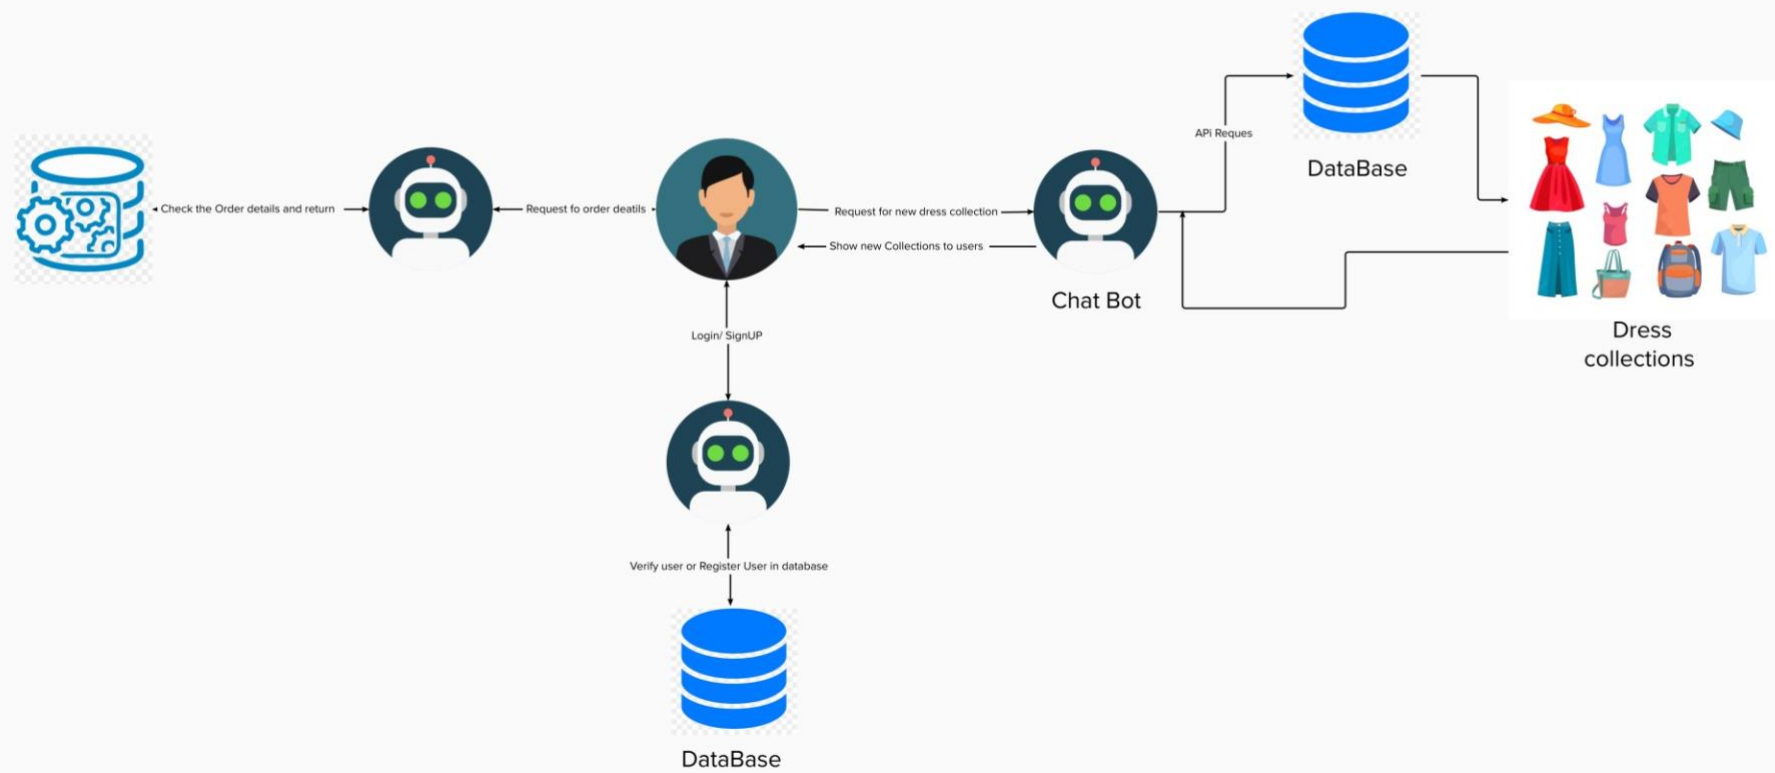 APi Reques
DataBase
Check the Order details and return
Request fo order deatils
Request for new dress collection
Show new Collections to users
Chat Bot
Dress
collections
Login/ SignUP
Verify user or Register User in database
DataBase